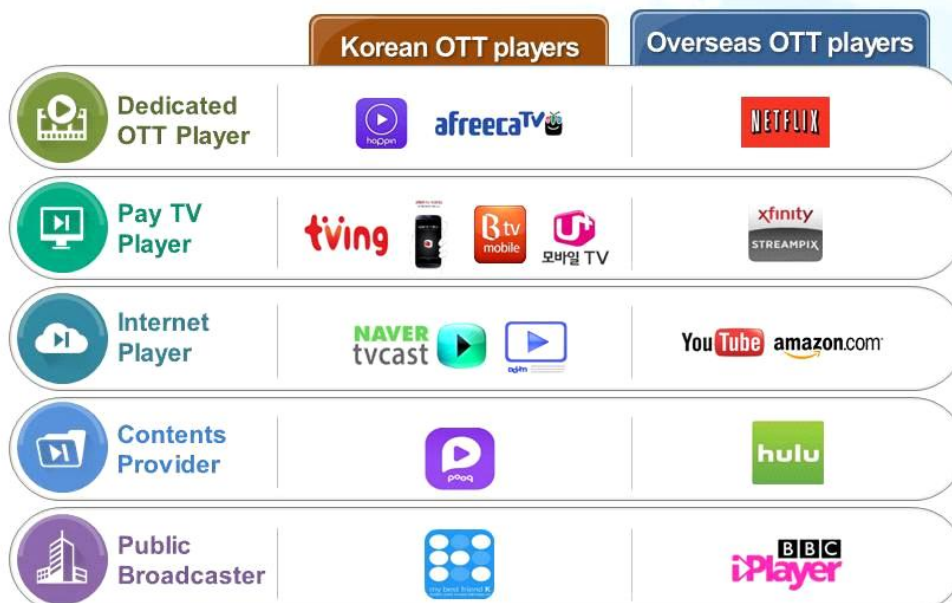 Korean OTT players
Overseas OTT players
Dedicated
OTT Player
hoppin
afreecaTV
NETFLIX
Pay TV
Player
tving
B tv
mobile
U+
모바일 TV
xfinity
STREAMPIX
Internet
Player
NAVER
tvcast
Daum
YouTube
amazon.com
Contents
Provider
pooq
hulu
Public
Broadcaster
my best friend K
BBC
iPlayer